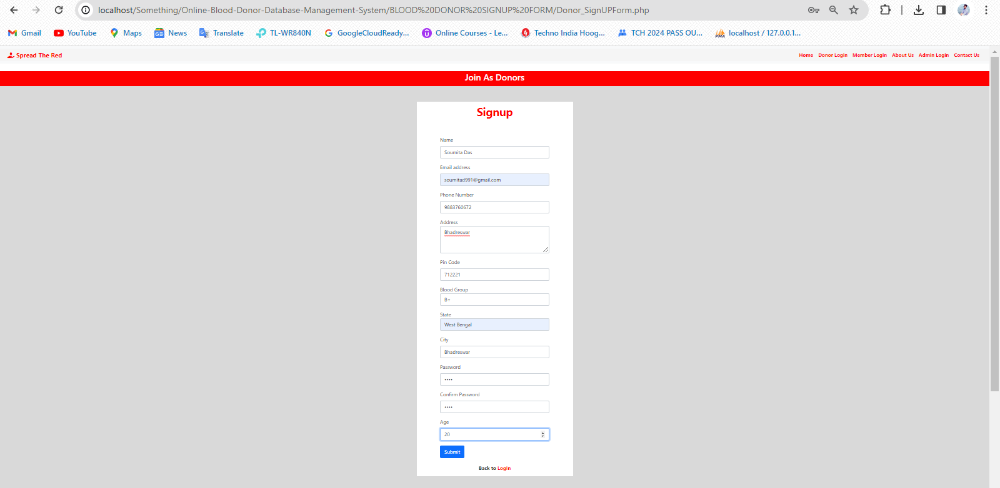 localhost/Something/Online-Blood-Donor-Database-Management-System/BLOOD%20DONOR%20SIGNUP%20FORM/Donor_SignUPForm.php
Gmail YouTube Maps News Translate TL-WR840N GoogleCloudReady... Online Courses - Le... Techno India Hoog... TCH 2024 PASS OU... localhost / 127.0.0.1...
Spread The Red Home Donor Login Member Login About Us Admin Login Contact Us
Join As Donors
Signup
Name
Soumita Das
Email address
soumitad991@gmail.com
Phone Number
9883760672
Address
Bhadreswar
Pin Code
712221
Blood Group
B+
State
West Bengal
City
Bhadreswar
Password
••••
Confirm Password
••••
Age
20
Submit
Back to LogIn